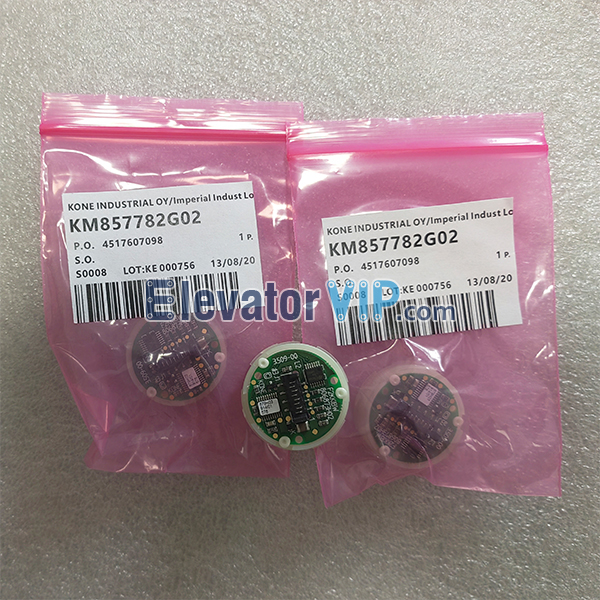 KONE INDUSTRIAL OY/Imperial Indust Lo
KM857782G02
P.O. 4517607098 1 P.
S.O.
S0008 LOT:KE 000756 13/08/20
KONE INDUSTRIAL OY/Imperial Indust Lo
KM857782G02
P.O. 4517607098 1 P.
S.O.
S0008 LOT:KE 000756 13/08/20
ElevatorVIP.com
3509-00